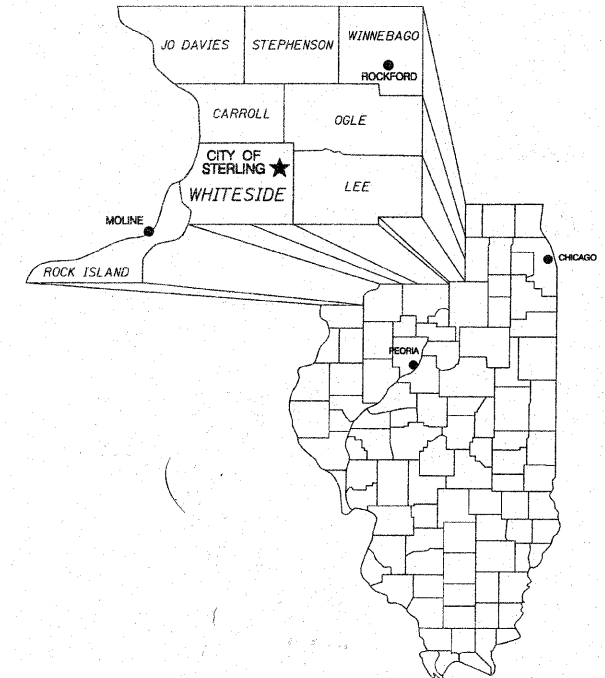 JO DAVIES
STEPHENSON
WINNEBAGO
ROCKFORD
CARROLL
OGLE
CITY OF
STERLING
WHITESIDE
LEE
MOLINE
ROCK ISLAND
CHICAGO
PEORIA